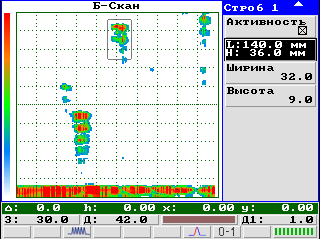 Б-Скан
Строб 1
Активность
L:140.0 мм
H: 36.0 мм
Ширина
32.0
Высота
9.0
Δ: 0.0 h: 0.00 x: 0.00 y: 0.00
З: 30.0 Д: 42.0 Д1: 1.0
0-1